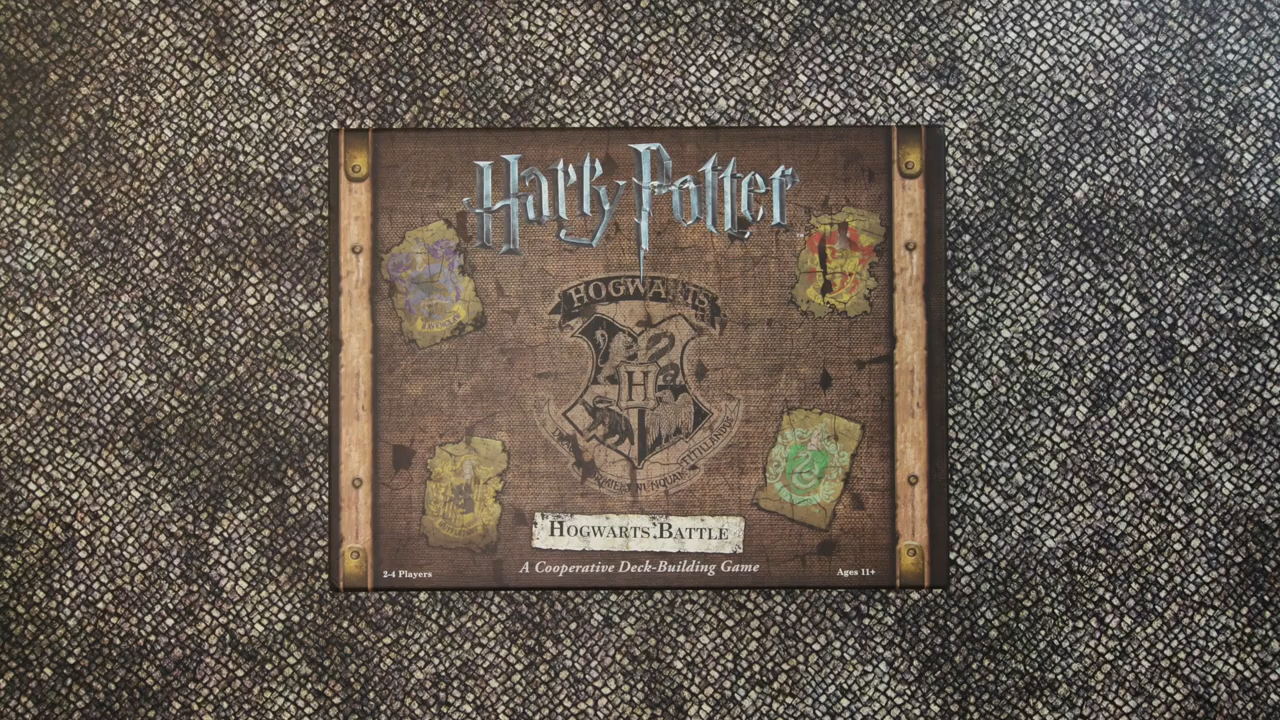 Harry Potter
HOGWARTS
H
HOGWARTS BATTLE
A Cooperative Deck-Building Game
2-4 Players
Ages 11+